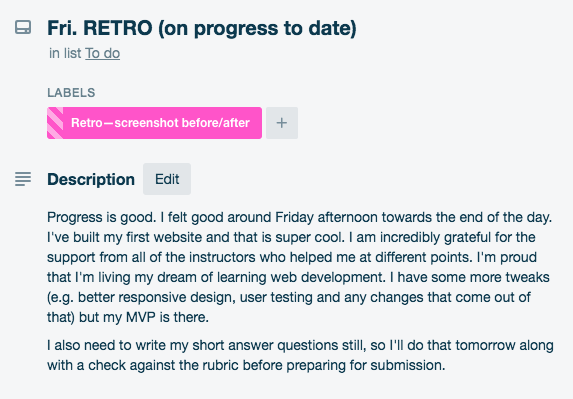 Fri. RETRO (on progress to date)
in list To do
LABELS
Retro—screenshot before/after
+
Description Edit
Progress is good. I felt good around Friday afternoon towards the end of the day.
I've built my first website and that is super cool. I am incredibly grateful for the
support from all of the instructors who helped me at different points. I'm proud
that I'm living my dream of learning web development. I have some more tweaks
(e.g. better responsive design, user testing and any changes that come out of
that) but my MVP is there.
I also need to write my short answer questions still, so I'll do that tomorrow along
with a check against the rubric before preparing for submission.